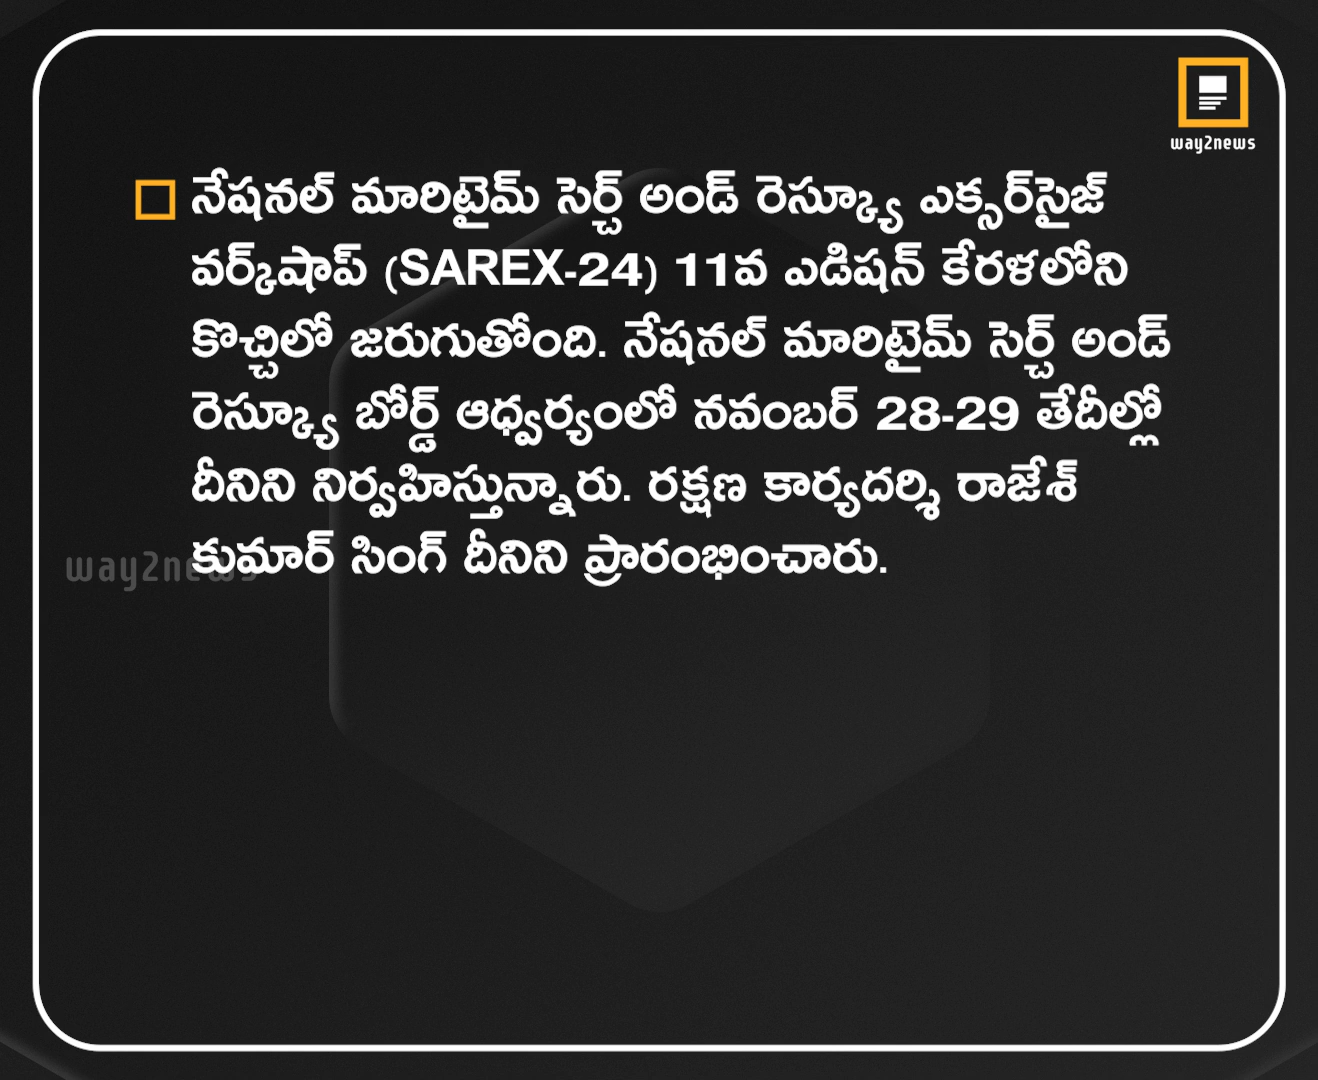 way2news
నేషనల్ మారిటైమ్ సెర్చ్ అండ్ రెస్క్యూ ఎక్సర్‌సైజ్
వర్క్‌షాప్ (SAREX-24) 11వ ఎడిషన్ కేరళలోని
కొచ్చిలో జరుగుతోంది. నేషనల్ మారిటైమ్ సెర్చ్ అండ్
రెస్క్యూ బోర్డ్ ఆధ్వర్యంలో నవంబర్ 28-29 తేదీల్లో
దీనిని నిర్వహిస్తున్నారు. రక్షణ కార్యదర్శి రాజేశ్
కుమార్ సింగ్ దీనిని ప్రారంభించారు.
way2news